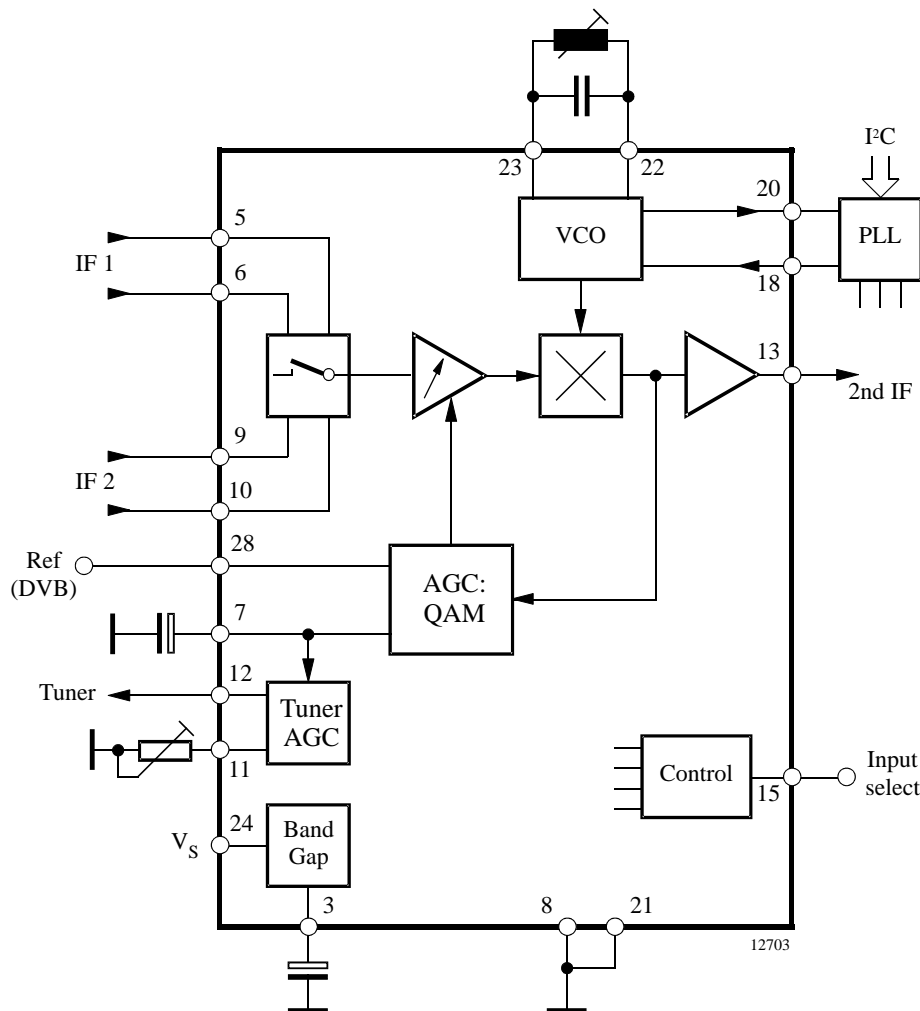 23
22
I²C
20
VCO
PLL
18
5
IF 1
6
13
2nd IF
9
IF 2
10
28
Ref
(DVB)
AGC:
QAM
7
12
Tuner
Tuner
AGC
11
Control
15
Input
select
24
V_S
Band
Gap
3
8
21
12703